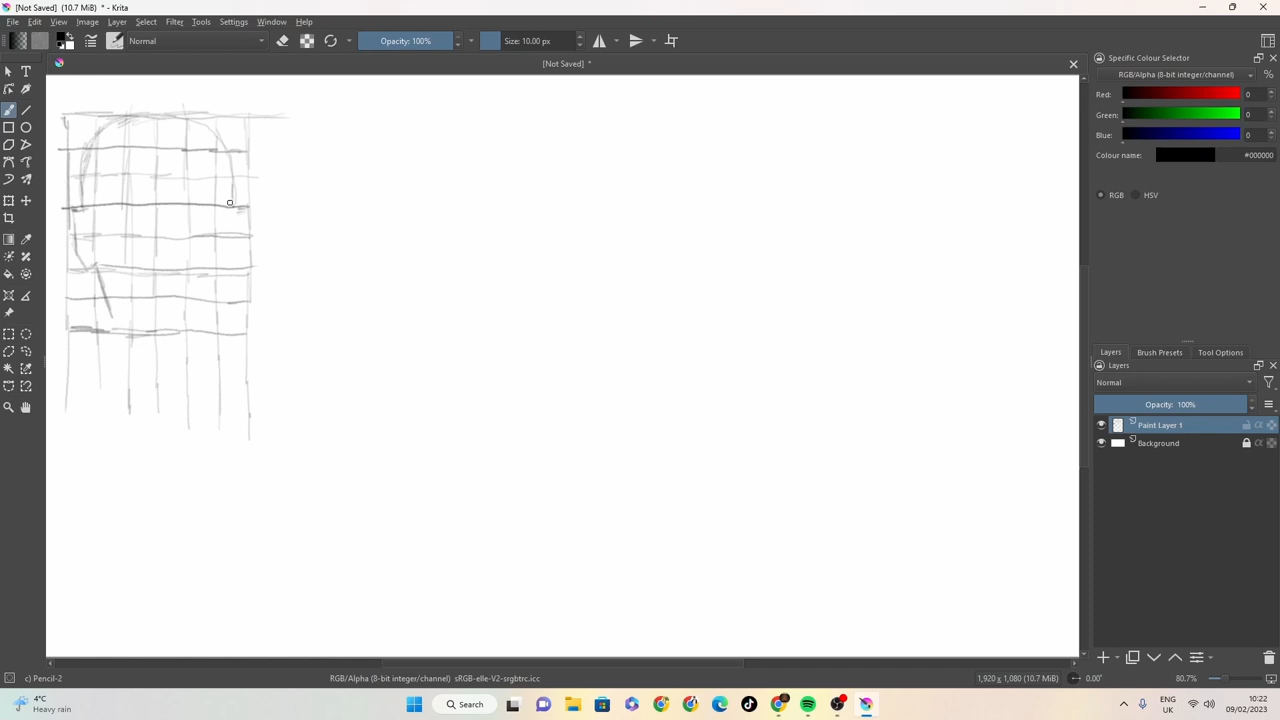 [Not Saved] (10.7 MiB) * - Krita
File Edit View Image Layer Select Filter Tools Settings Window Help
Normal Opacity: 100% Size: 10.00 px
[Not Saved] *
Specific Colour Selector
RGB/Alpha (8-bit integer/channel) %
Red: 0
Green: 0
Blue: 0
Colour name: #000000
RGB HSV
Layers Brush Presets Tool Options
Layers
Normal
Opacity: 100%
Paint Layer 1
Background
c) Pencil-2 RGB/Alpha (8-bit integer/channel) sRGB-elle-V2-srgbtrc.icc 1,920 x 1,080 (10.7 MiB) 0.00° 80.7%
4°C
Heavy rain
Search
ENG
UK
10:22
09/02/2023